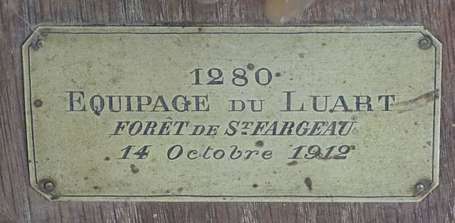 1280
EQUIPAGE DU LUART
FORÊT DE ST FARGEAU
14 Octobre 1912